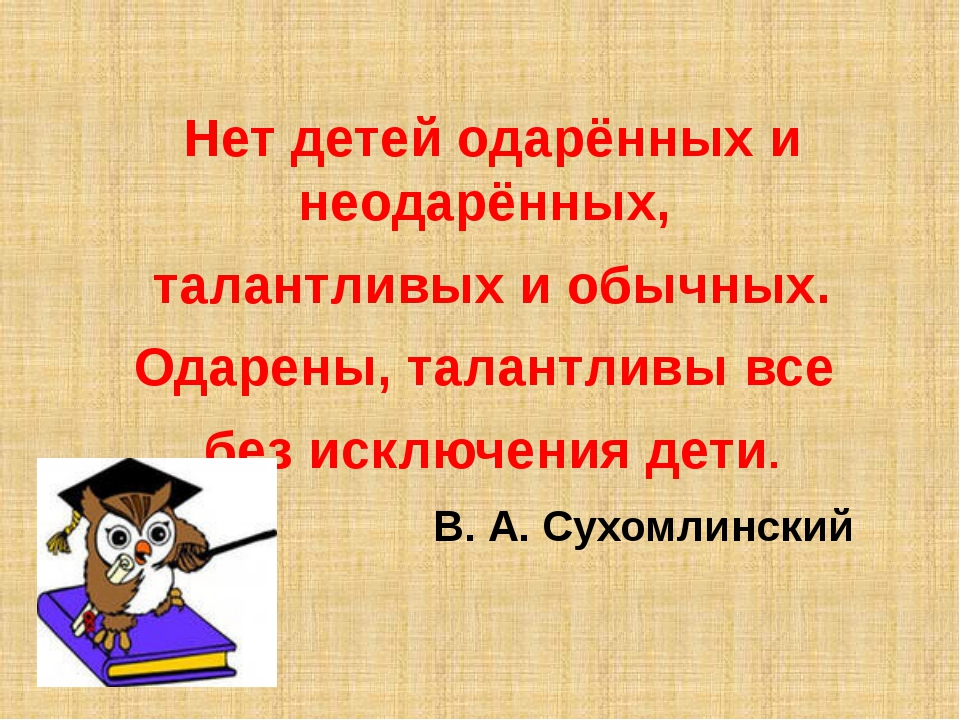 Нет детей одарённых и
неодарённых,
талантливых и обычных.
Одарены, талантливы все
без исключения дети.
В. А. Сухомлинский